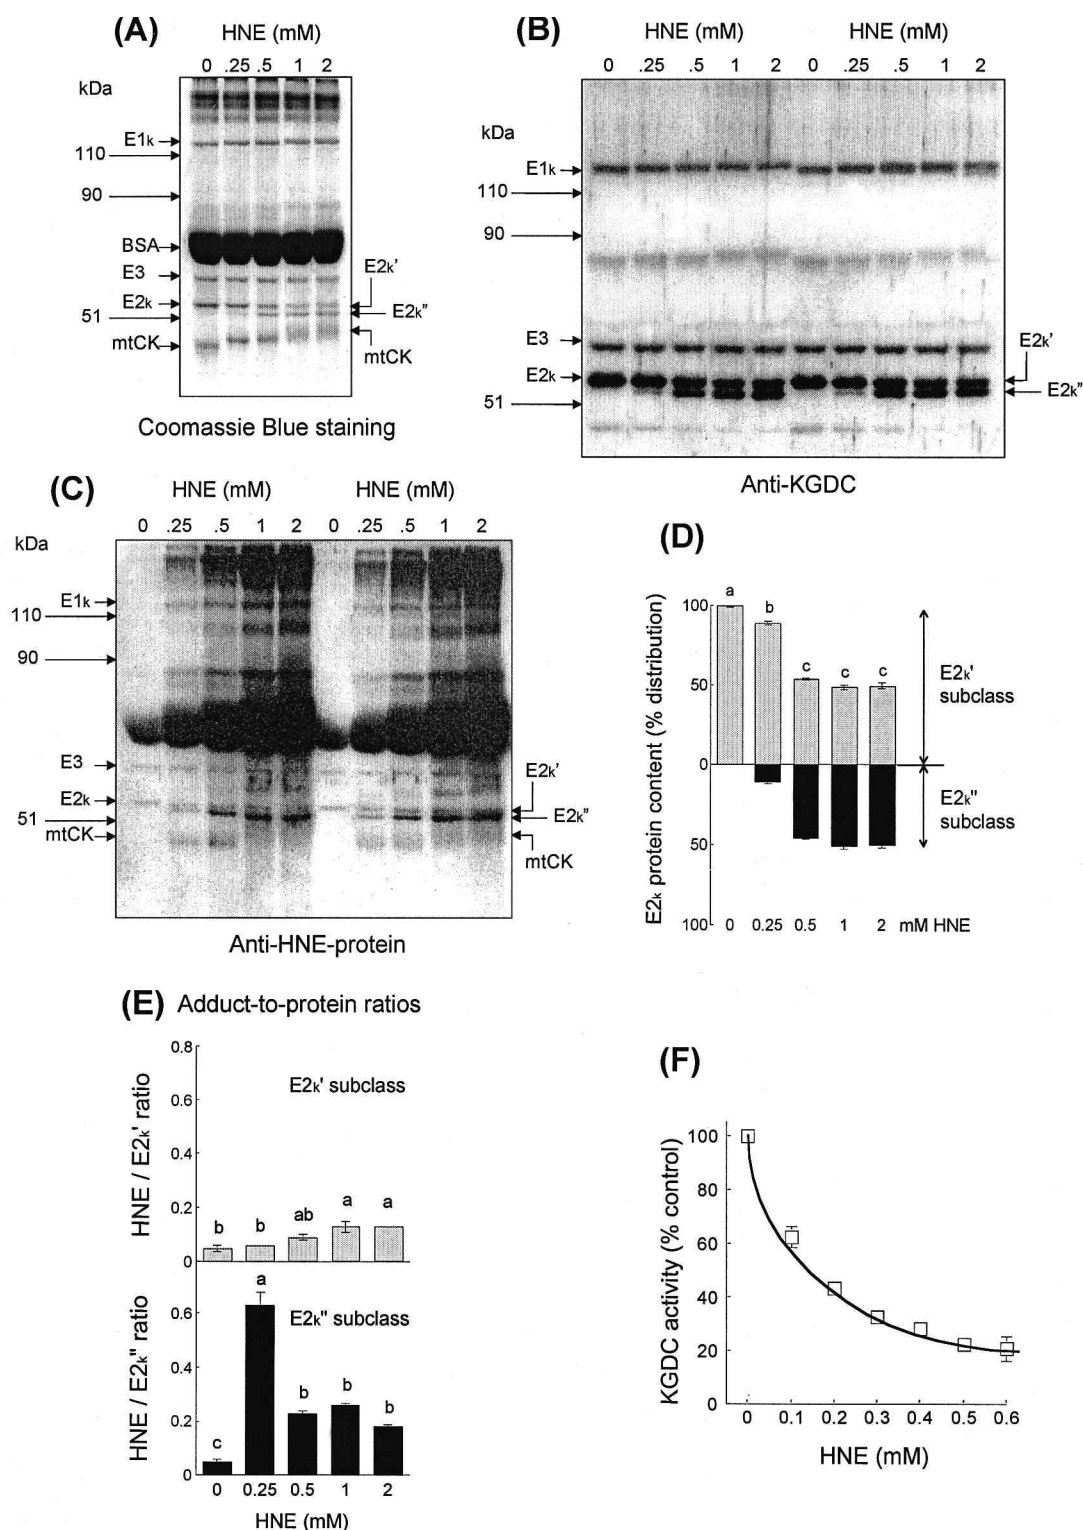 (A)
HNE (mM)
0 .25 .5 1 2
kDa
E1k
110
90
BSA
E3
E2k
51
mtCK
E2k'
E2k"
mtCK
Coomassie Blue staining
(B)
HNE (mM) HNE (mM)
0 .25 .5 1 2 0 .25 .5 1 2
kDa
E1k
110
90
E3
E2k
51
E2k'
E2k"
Anti-KGDC
(C)
HNE (mM) HNE (mM)
0 .25 .5 1 2 0 .25 .5 1 2
kDa
E1k
110
90
E3
E2k
51
mtCK
E2k'
E2k"
mtCK
Anti-HNE-protein
(D)
E2k protein content (% distribution)
100
50
0
50
100
a b c c c
E2k'
subclass
E2k"
subclass
0 0.25 0.5 1 2 mM HNE
(E) Adduct-to-protein ratios
HNE / E2k' ratio
0.8
0.6
0.4
0.2
0
E2k' subclass
b b ab a a
HNE / E2k" ratio
0.6
0.4
0.2
0
E2k" subclass
c a b b b
0 0.25 0.5 1 2
HNE (mM)
(F)
KGDC activity (% control)
100
80
60
40
20
0
0 0.1 0.2 0.3 0.4 0.5 0.6
HNE (mM)